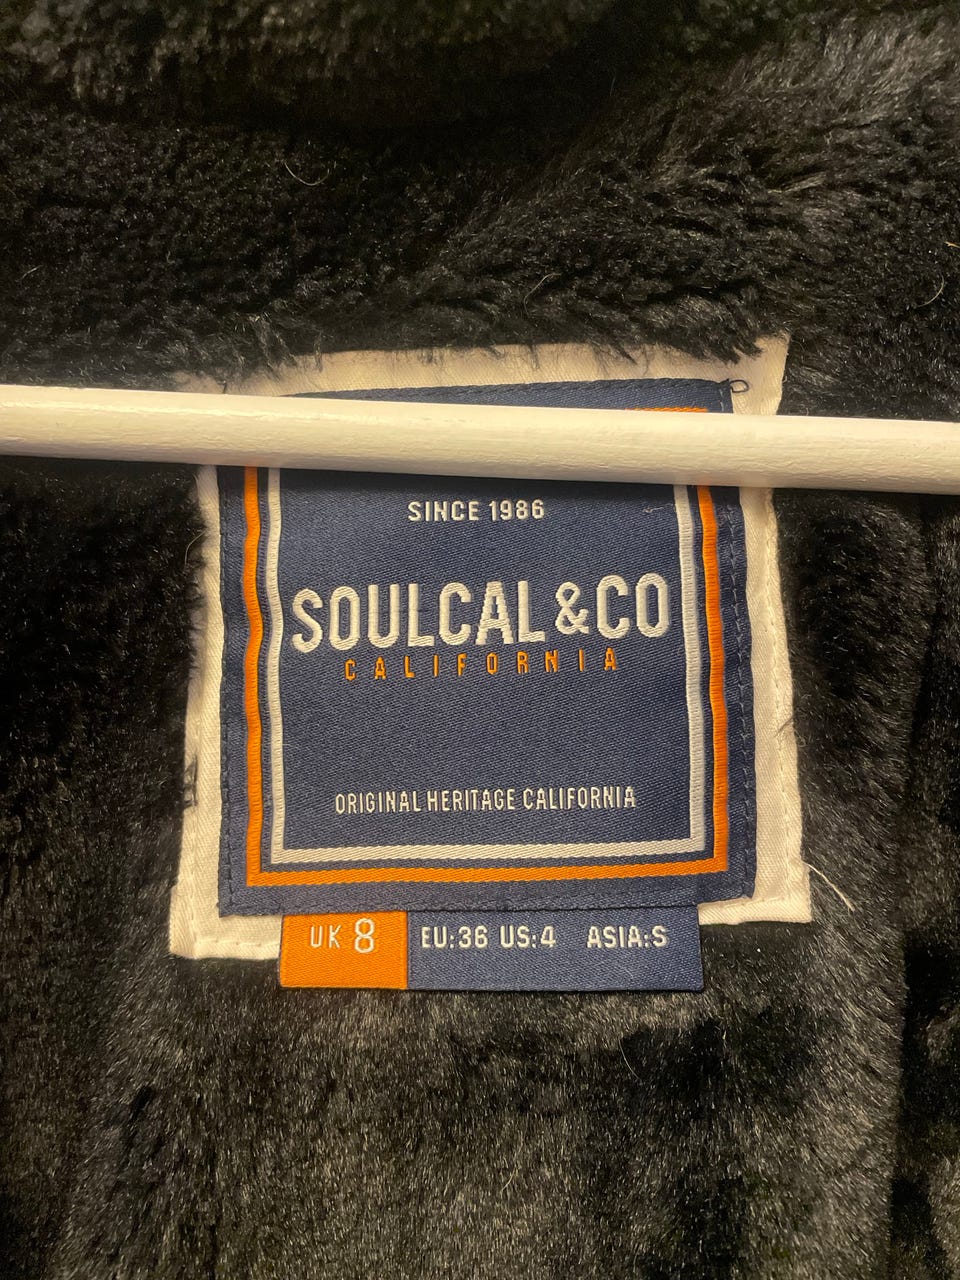 SINCE 1986
SOULCAL&CO
CALIFORNIA
ORIGINAL HERITAGE CALIFORNIA
UK 8 EU:36 US:4 ASIA:S